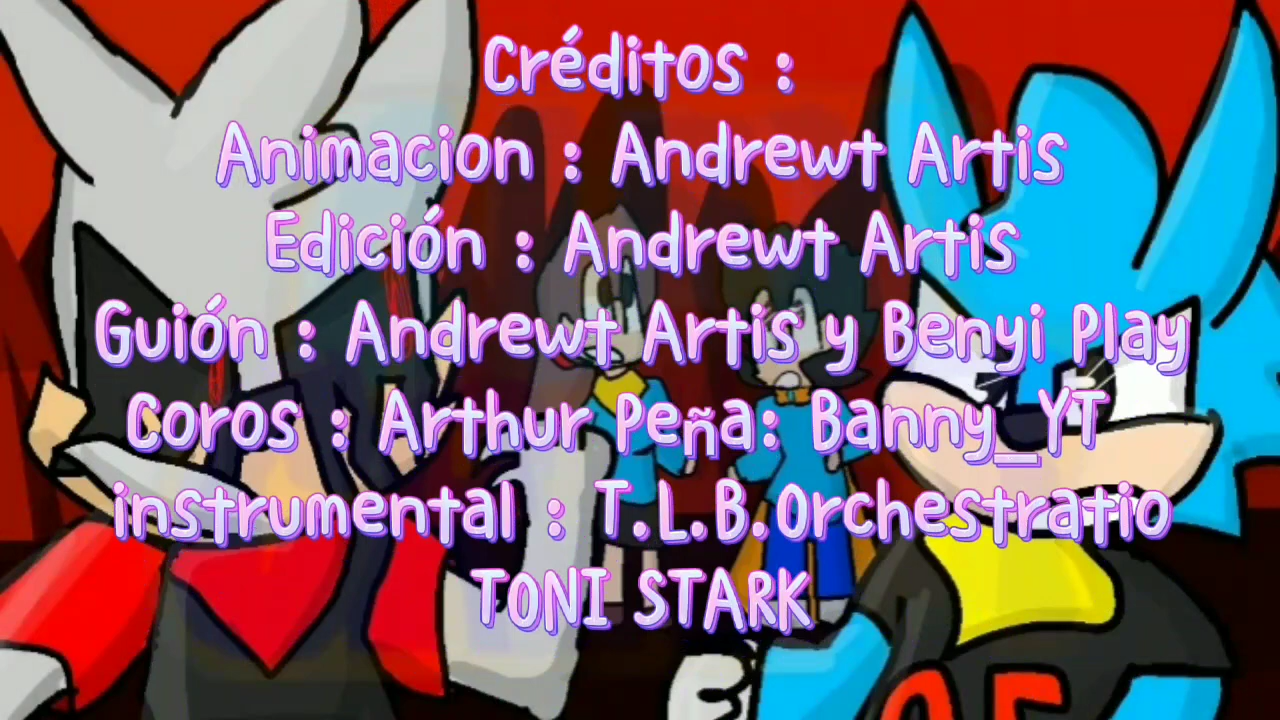 Créditos :
Animacion : Andrewt Artis
Edición : Andrewt Artis
Guión : Andrewt Artis y Benyi Play
Coros : Arthur Peña: Banny_YT
instrumental : T.L.B.Orchestratio
TONI STARK